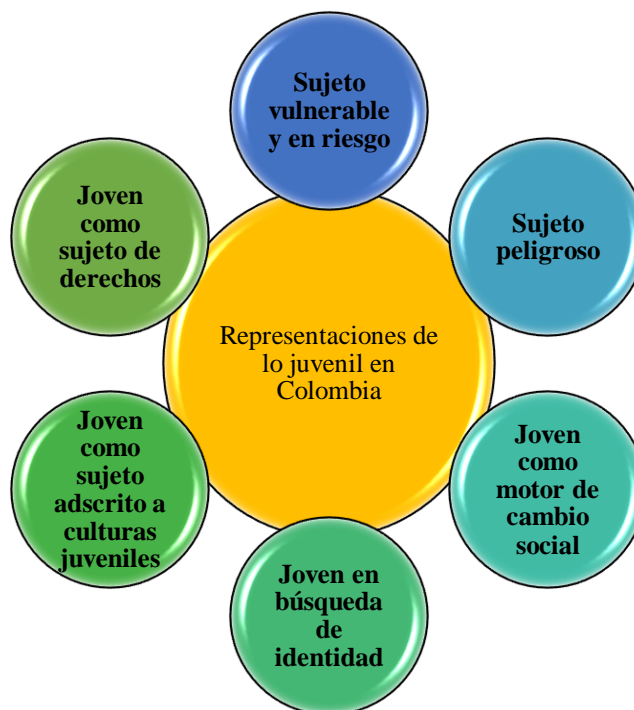 Sujeto
vulnerable
y en riesgo
Joven
como
sujeto de
derechos
Sujeto
peligroso
Representaciones de
lo juvenil en
Colombia
Joven
como
sujeto
adscrito a
culturas
juveniles
Joven
como
motor de
cambio
social
Joven en
búsqueda
de
identidad